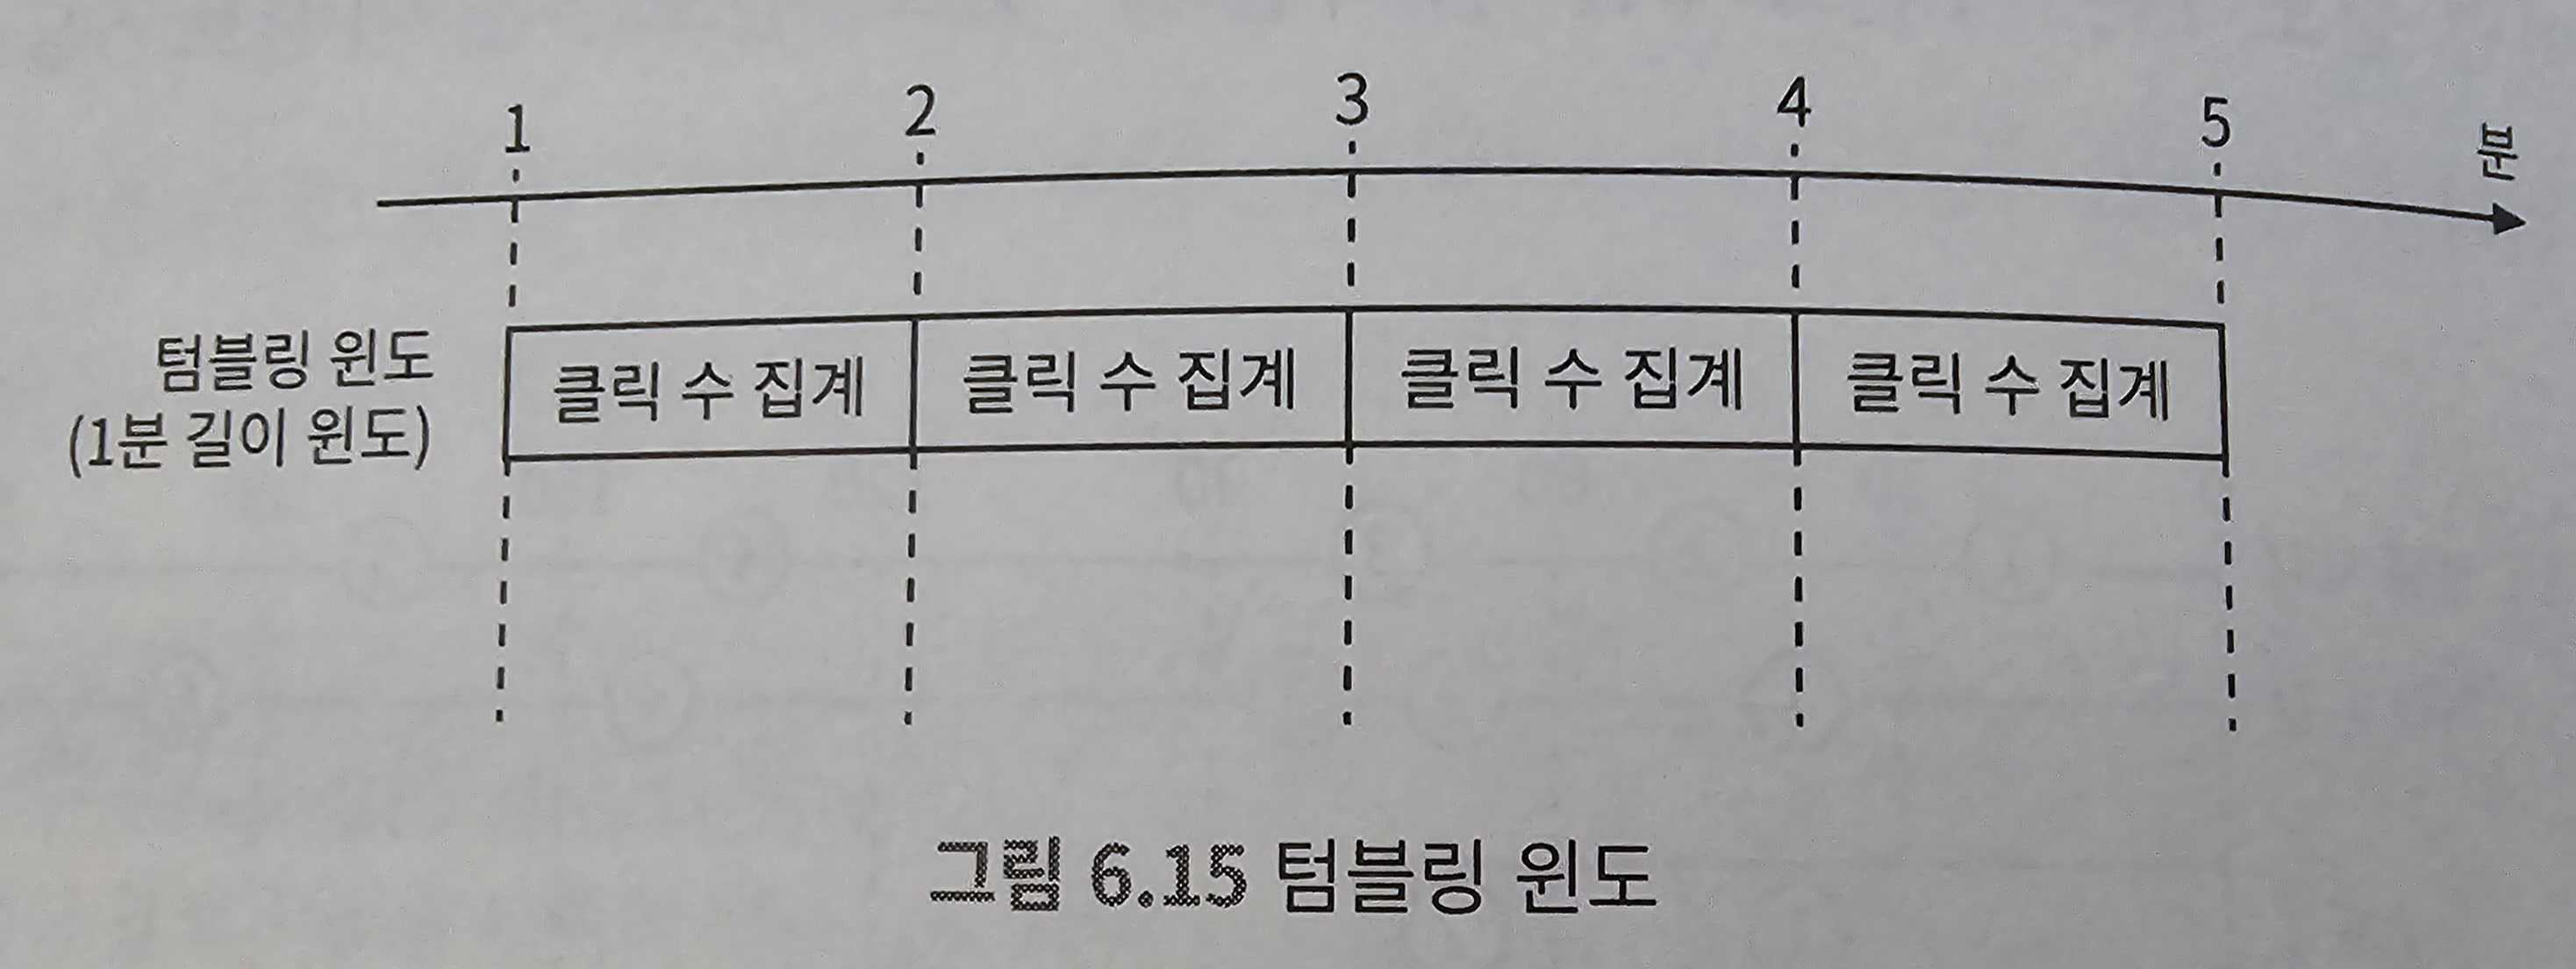 1 2 3 4 5 분
텀블링 윈도
(1분 길이 윈도)
클릭 수 집계 클릭 수 집계 클릭 수 집계 클릭 수 집계
그림 6.15 텀블링 윈도